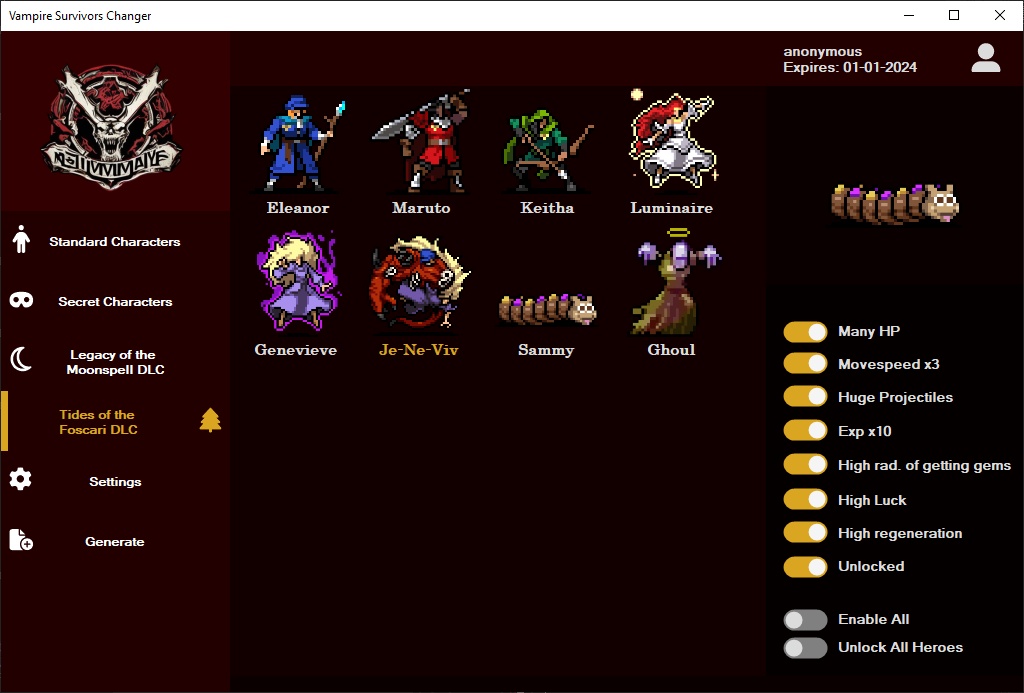 Vampire Survivors Changer
anonymous
Expires: 01-01-2024
Standard Characters
Secret Characters
Legacy of the
Moonspell DLC
Tides of the
Foscari DLC
Settings
Generate
Eleanor
Maruto
Keitha
Luminaire
Genevieve
Je-Ne-Viv
Sammy
Ghoul
Many HP
Movespeed x3
Huge Projectiles
Exp x10
High rad. of getting gems
High Luck
High regeneration
Unlocked
Enable All
Unlock All Heroes